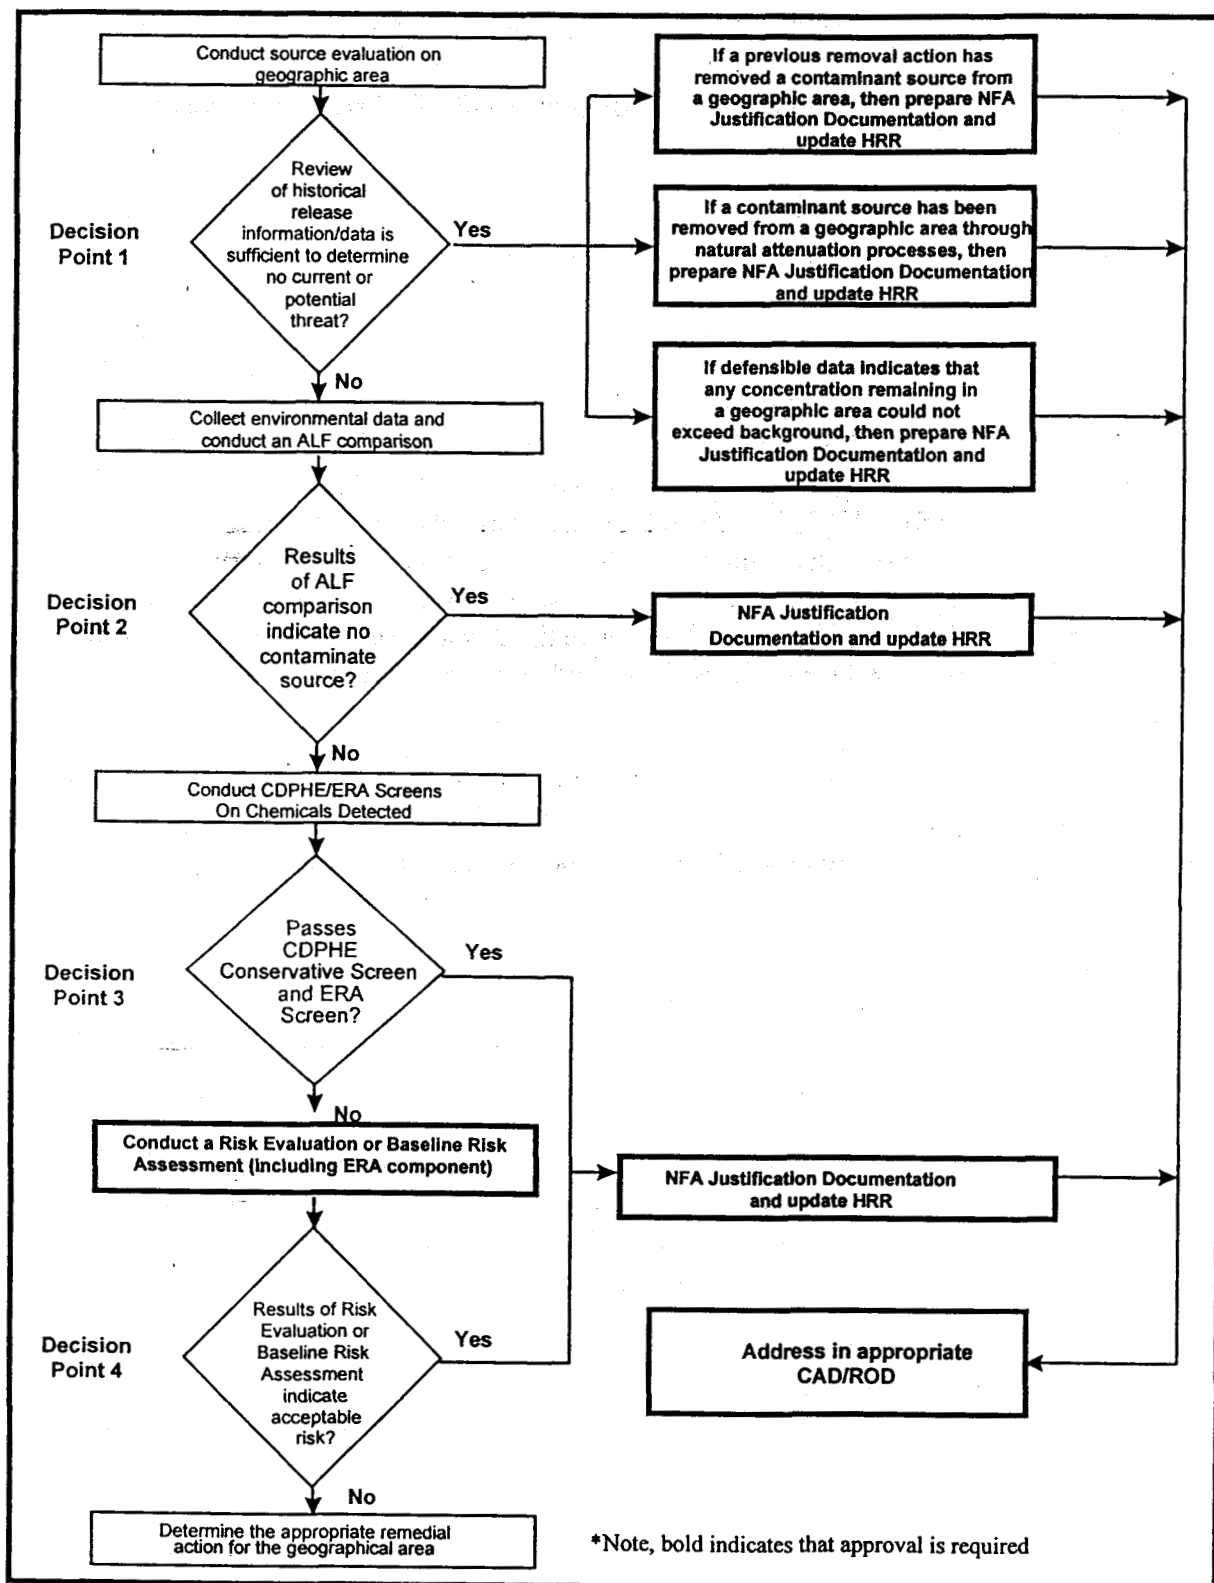 Conduct source evaluation on
geographic area
If a previous removal action has
removed a contaminant source from
a geographic area, then prepare NFA
Justification Documentation and
update HRR
Decision
Point 1
Review
of historical
release
information/data is
sufficient to determine
no current or
potential
threat?
Yes
If a contaminant source has been
removed from a geographic area through
natural attenuation processes, then
prepare NFA Justification Documentation
and update HRR
No
If defensible data indicates that
any concentration remaining in
a geographic area could not
exceed background, then prepare NFA
Justification Documentation and
update HRR
Collect environmental data and
conduct an ALF comparison
Decision
Point 2
Results
of ALF
comparison
indicate no
contaminate
source?
Yes
NFA Justification
Documentation and update HRR
No
Conduct CDPHE/ERA Screens
On Chemicals Detected
Decision
Point 3
Passes
CDPHE
Conservative Screen
and ERA
Screen?
Yes
No
Conduct a Risk Evaluation or Baseline Risk
Assessment (including ERA component)
NFA Justification Documentation
and update HRR
Decision
Point 4
Results of Risk
Evaluation or
Baseline Risk
Assessment
indicate
acceptable
risk?
Yes
Address in appropriate
CAD/ROD
No
Determine the appropriate remedial
action for the geographical area
*Note, bold indicates that approval is required